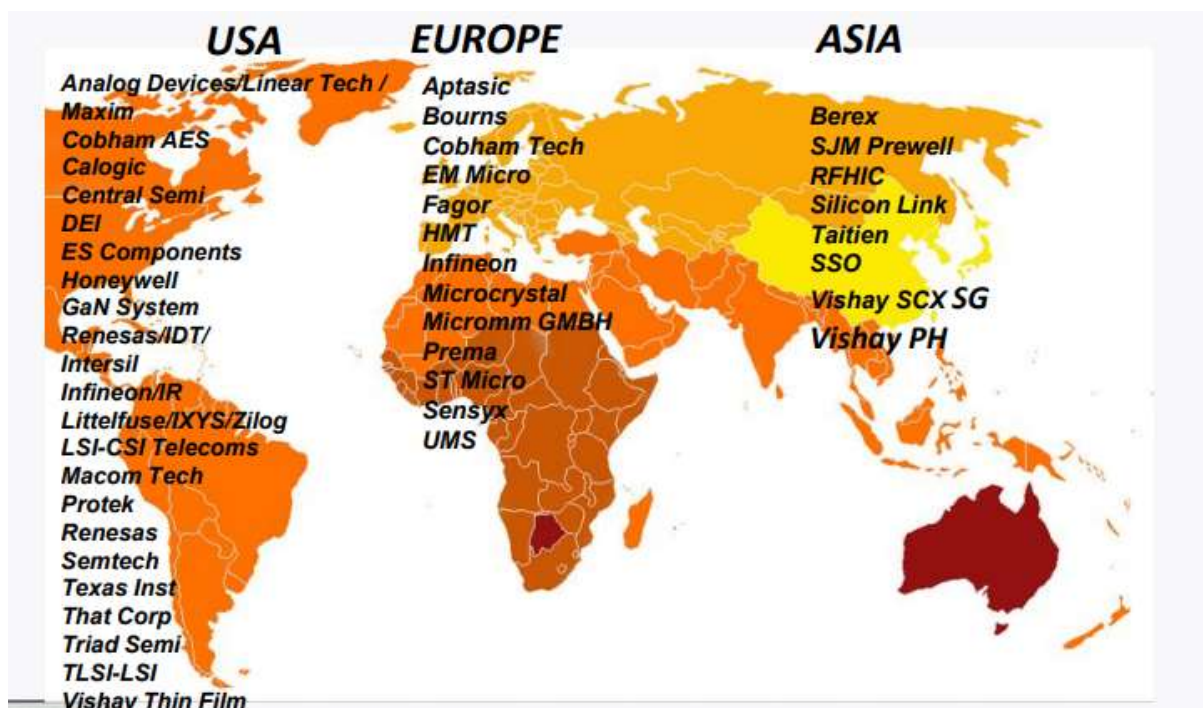 USA
Analog Devices/Linear Tech /
Maxim
Cobham AES
Calogic
Central Semi
DEI
ES Components
Honeywell
GaN System
Renesas/IDT/
Intersil
Infineon/IR
Littelfuse/IXYS/Zilog
LSI-CSI Telecoms
Macom Tech
Protek
Renesas
Semtech
Texas Inst
That Corp
Triad Semi
TLSI-LSI
Vishay Thin Film
EUROPE
Aptasic
Bourns
Cobham Tech
EM Micro
Fagor
HMT
Infineon
Microcrystal
Micromm GMBH
Prema
ST Micro
Sensyx
UMS
ASIA
Berex
SJM Prewell
RFHIC
Silicon Link
Taitien
SSO
Vishay SCX SG
Vishay PH